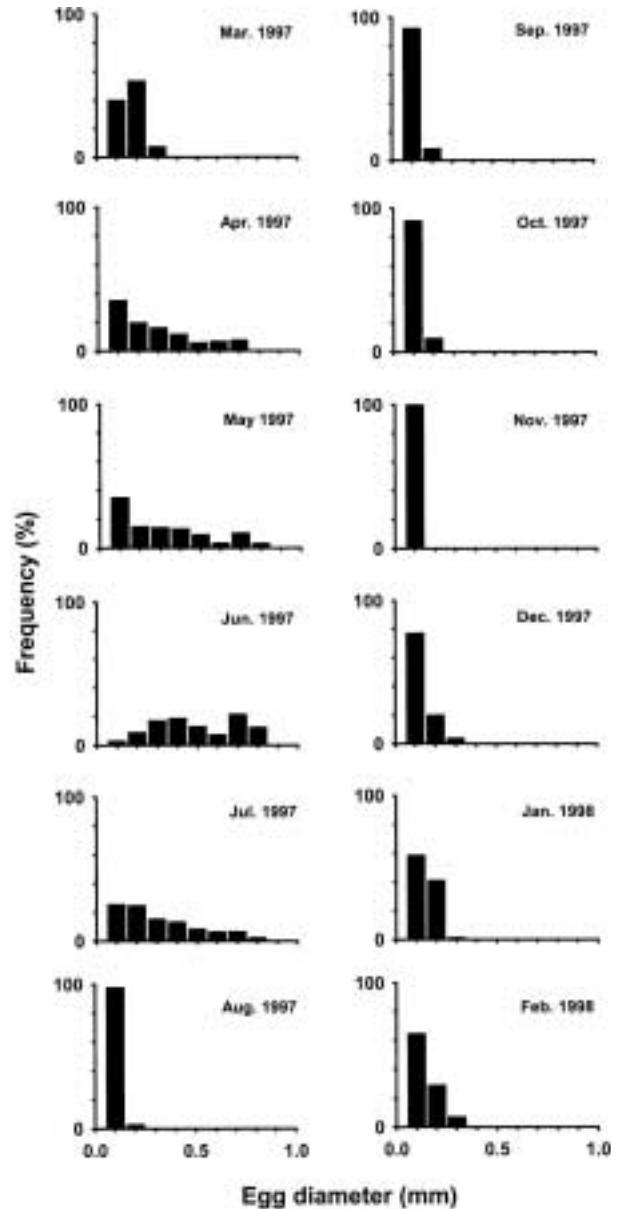 100
Mar. 1997
0
100
Sep. 1997
0
100
Apr. 1997
0
100
Oct. 1997
0
100
May 1997
100
Nov. 1997
0
Frequency (%)
100
Jun. 1997
0
100
Dec. 1997
0
100
Jul. 1997
0
100
Jan. 1998
0
100
Aug. 1997
0
0.0 0.5 1.0
100
Feb. 1998
0
0.0 0.5 1.0
Egg diameter (mm)